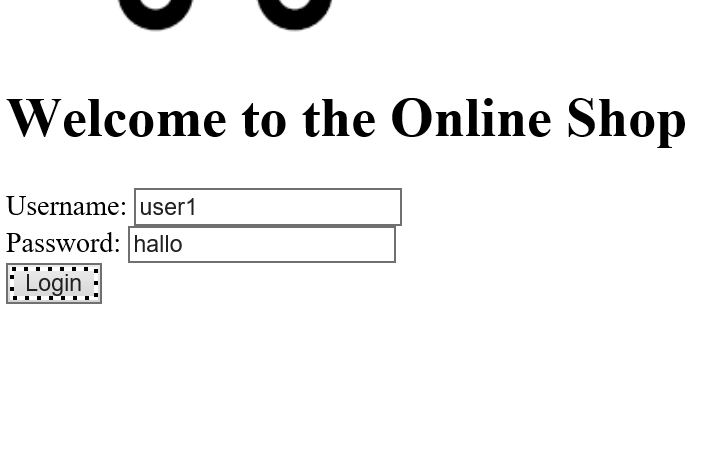 Welcome to the Online Shop
Username: user1
Password: hallo
Login